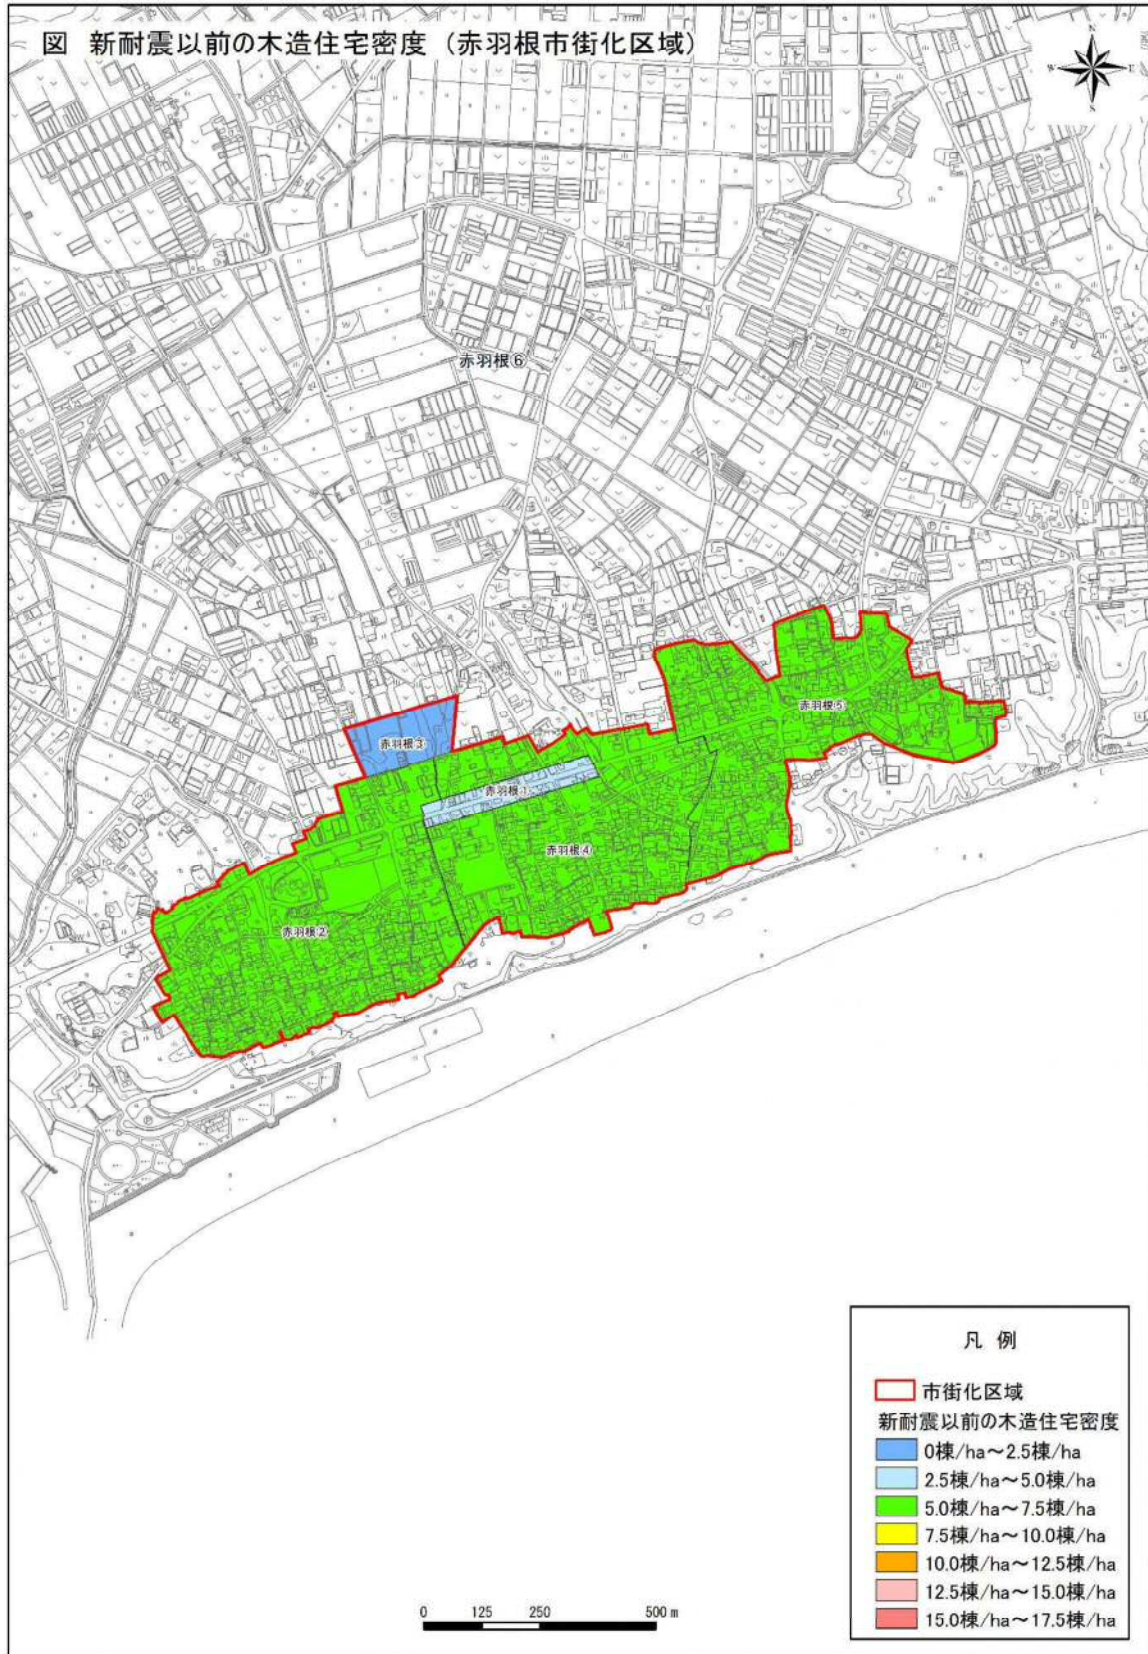 図 新耐震以前の木造住宅密度（赤羽根市街化区域）
N
W
E
S
赤羽根⑥
赤羽根⑤
赤羽根③
赤羽根①
赤羽根④
赤羽根②
凡 例
市街化区域
新耐震以前の木造住宅密度
0棟/ha～2.5棟/ha
2.5棟/ha～5.0棟/ha
5.0棟/ha～7.5棟/ha
7.5棟/ha～10.0棟/ha
10.0棟/ha～12.5棟/ha
12.5棟/ha～15.0棟/ha
15.0棟/ha～17.5棟/ha
0 125 250 500 m